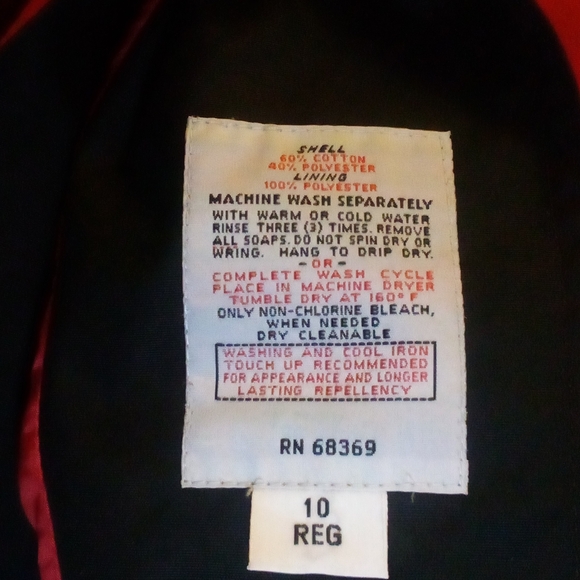 SHELL
60% COTTON
40% POLYESTER
LINING
100% POLYESTER
MACHINE WASH SEPARATELY
WITH WARM OR COLD WATER
RINSE THREE (3) TIMES. REMOVE
ALL SOAPS. DO NOT SPIN DRY OR
WRING. HANG TO DRIP DRY.
-OR-
COMPLETE WASH CYCLE
PLACE IN MACHINE DRYER
TUMBLE DRY AT 160° F
ONLY NON-CHLORINE BLEACH,
WHEN NEEDED
DRY CLEANABLE
WASHING AND COOL IRON
TOUCH UP RECOMMENDED
FOR APPEARANCE AND LONGER
LASTING REPELLENCY
RN 68369
10
REG